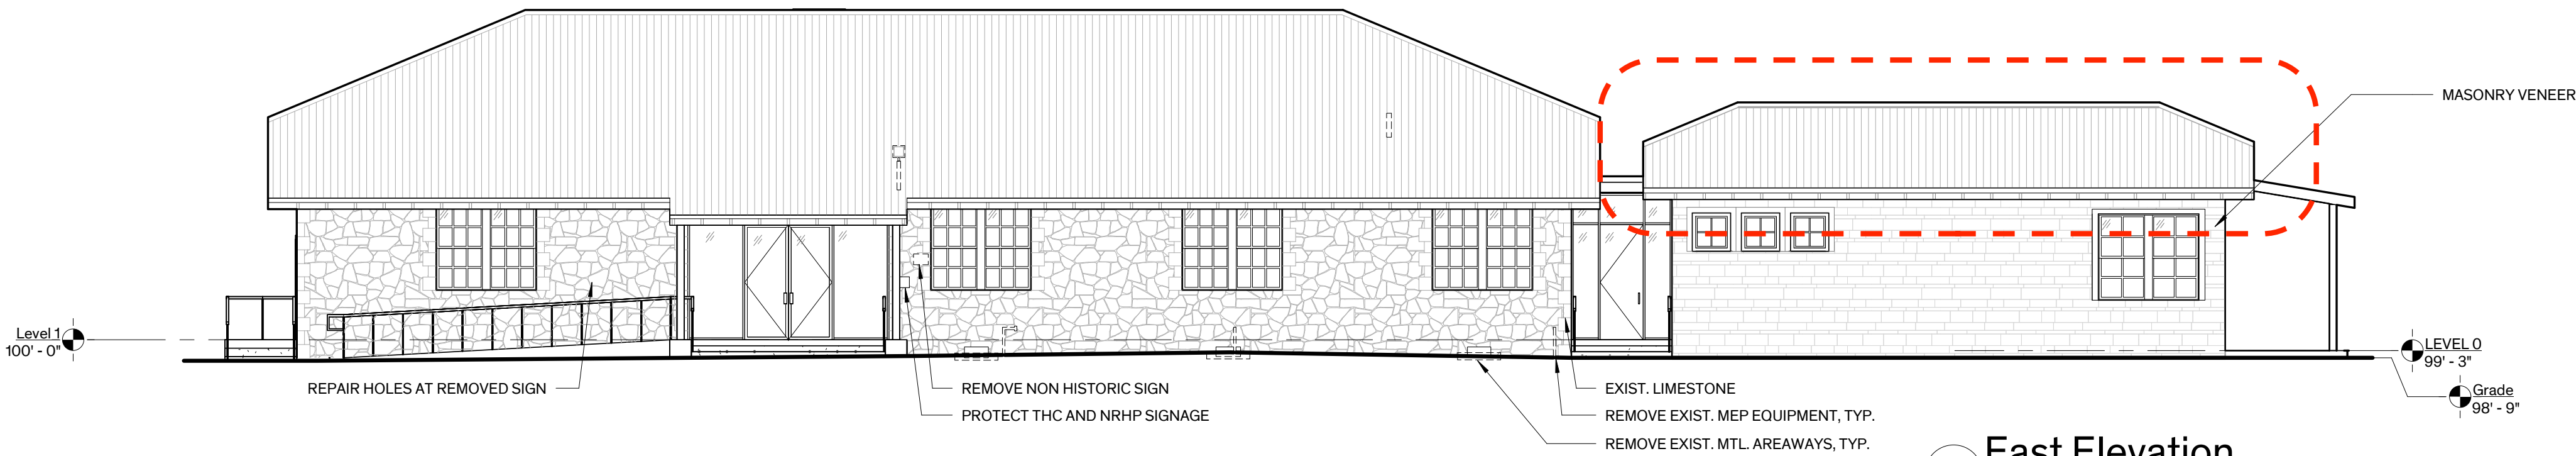 MASONRY VENEER
Level 1
100' - 0"
LEVEL 0
99' - 3"
Grade
98' - 9"
REPAIR HOLES AT REMOVED SIGN
REMOVE NON HISTORIC SIGN
PROTECT THC AND NRHP SIGNAGE
EXIST. LIMESTONE
REMOVE EXIST. MEP EQUIPMENT, TYP.
REMOVE EXIST. MTL. AREAWAYS, TYP.
East Elevation